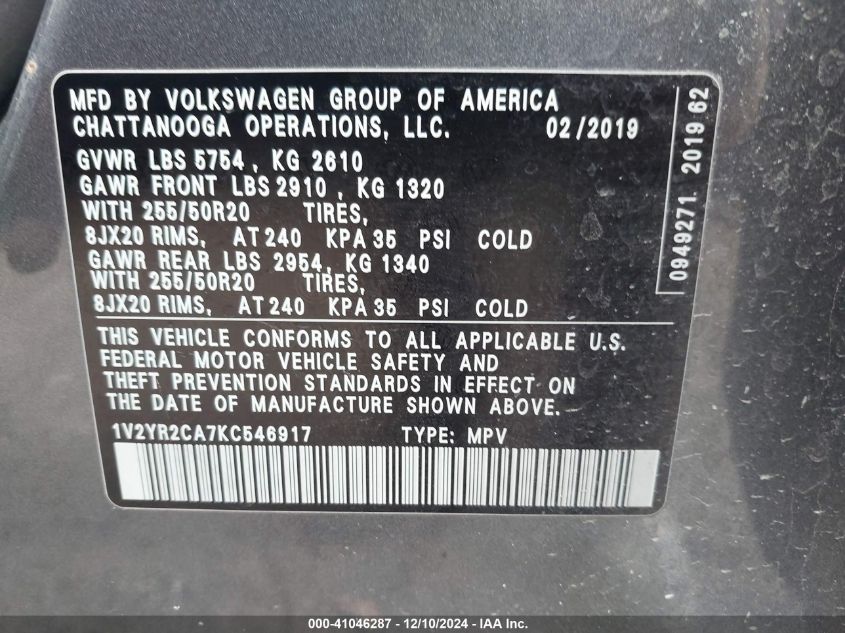 MFD BY VOLKSWAGEN GROUP OF AMERICA
CHATTANOOGA OPERATIONS, LLC. 02/2019
GVWR LBS 5754, KG 2610
GAWR FRONT LBS 2910, KG 1320
WITH 255/50R20 TIRES,
8JX20 RIMS, AT 240 KPA 35 PSI COLD
GAWR REAR LBS 2954, KG 1340
WITH 255/50R20 TIRES,
8JX20 RIMS, AT 240 KPA 35 PSI COLD
THIS VEHICLE CONFORMS TO ALL APPLICABLE U.S.
FEDERAL MOTOR VEHICLE SAFETY AND
THEFT PREVENTION STANDARDS IN EFFECT ON
THE DATE OF MANUFACTURE SHOWN ABOVE.
1V2YR2CA7KC546917 TYPE: MPV
0949271 2019 62
000-41046287 - 12/10/2024 - IAA Inc.